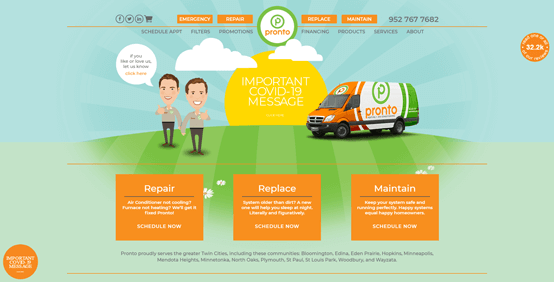 EMERGENCY
REPAIR
REPLACE
MAINTAIN
952 767 7682
pronto
SCHEDULE APPT
FILTERS
PROMOTIONS
FINANCING
PRODUCTS
SERVICES
ABOUT
If you
like or love us,
let us know.
click here
IMPORTANT
COVID-19
MESSAGE
pronto
32.2k
Repair
Air Conditioner not cooling?
Furnace not heating? We'll get it
Fixed Pronto!
SCHEDULE NOW
Replace
System older than dirt? A new
one will help you sleep at night.
Literally and figuratively.
SCHEDULE NOW
Maintain
Keep your system safe and
running perfectly. Happy systems
equal happy homeowners.
SCHEDULE NOW
IMPORTANT
COVID-19
MESSAGE
Pronto proudly serves the greater Twin Cities, including these communities: Bloomington, Edina, Eden Prairie, Hopkins, Minneapolis,
Mendota Heights, Minnetonka, North Oaks, Plymouth, St Paul, St Louis Park, Woodbury, and Wayzata.